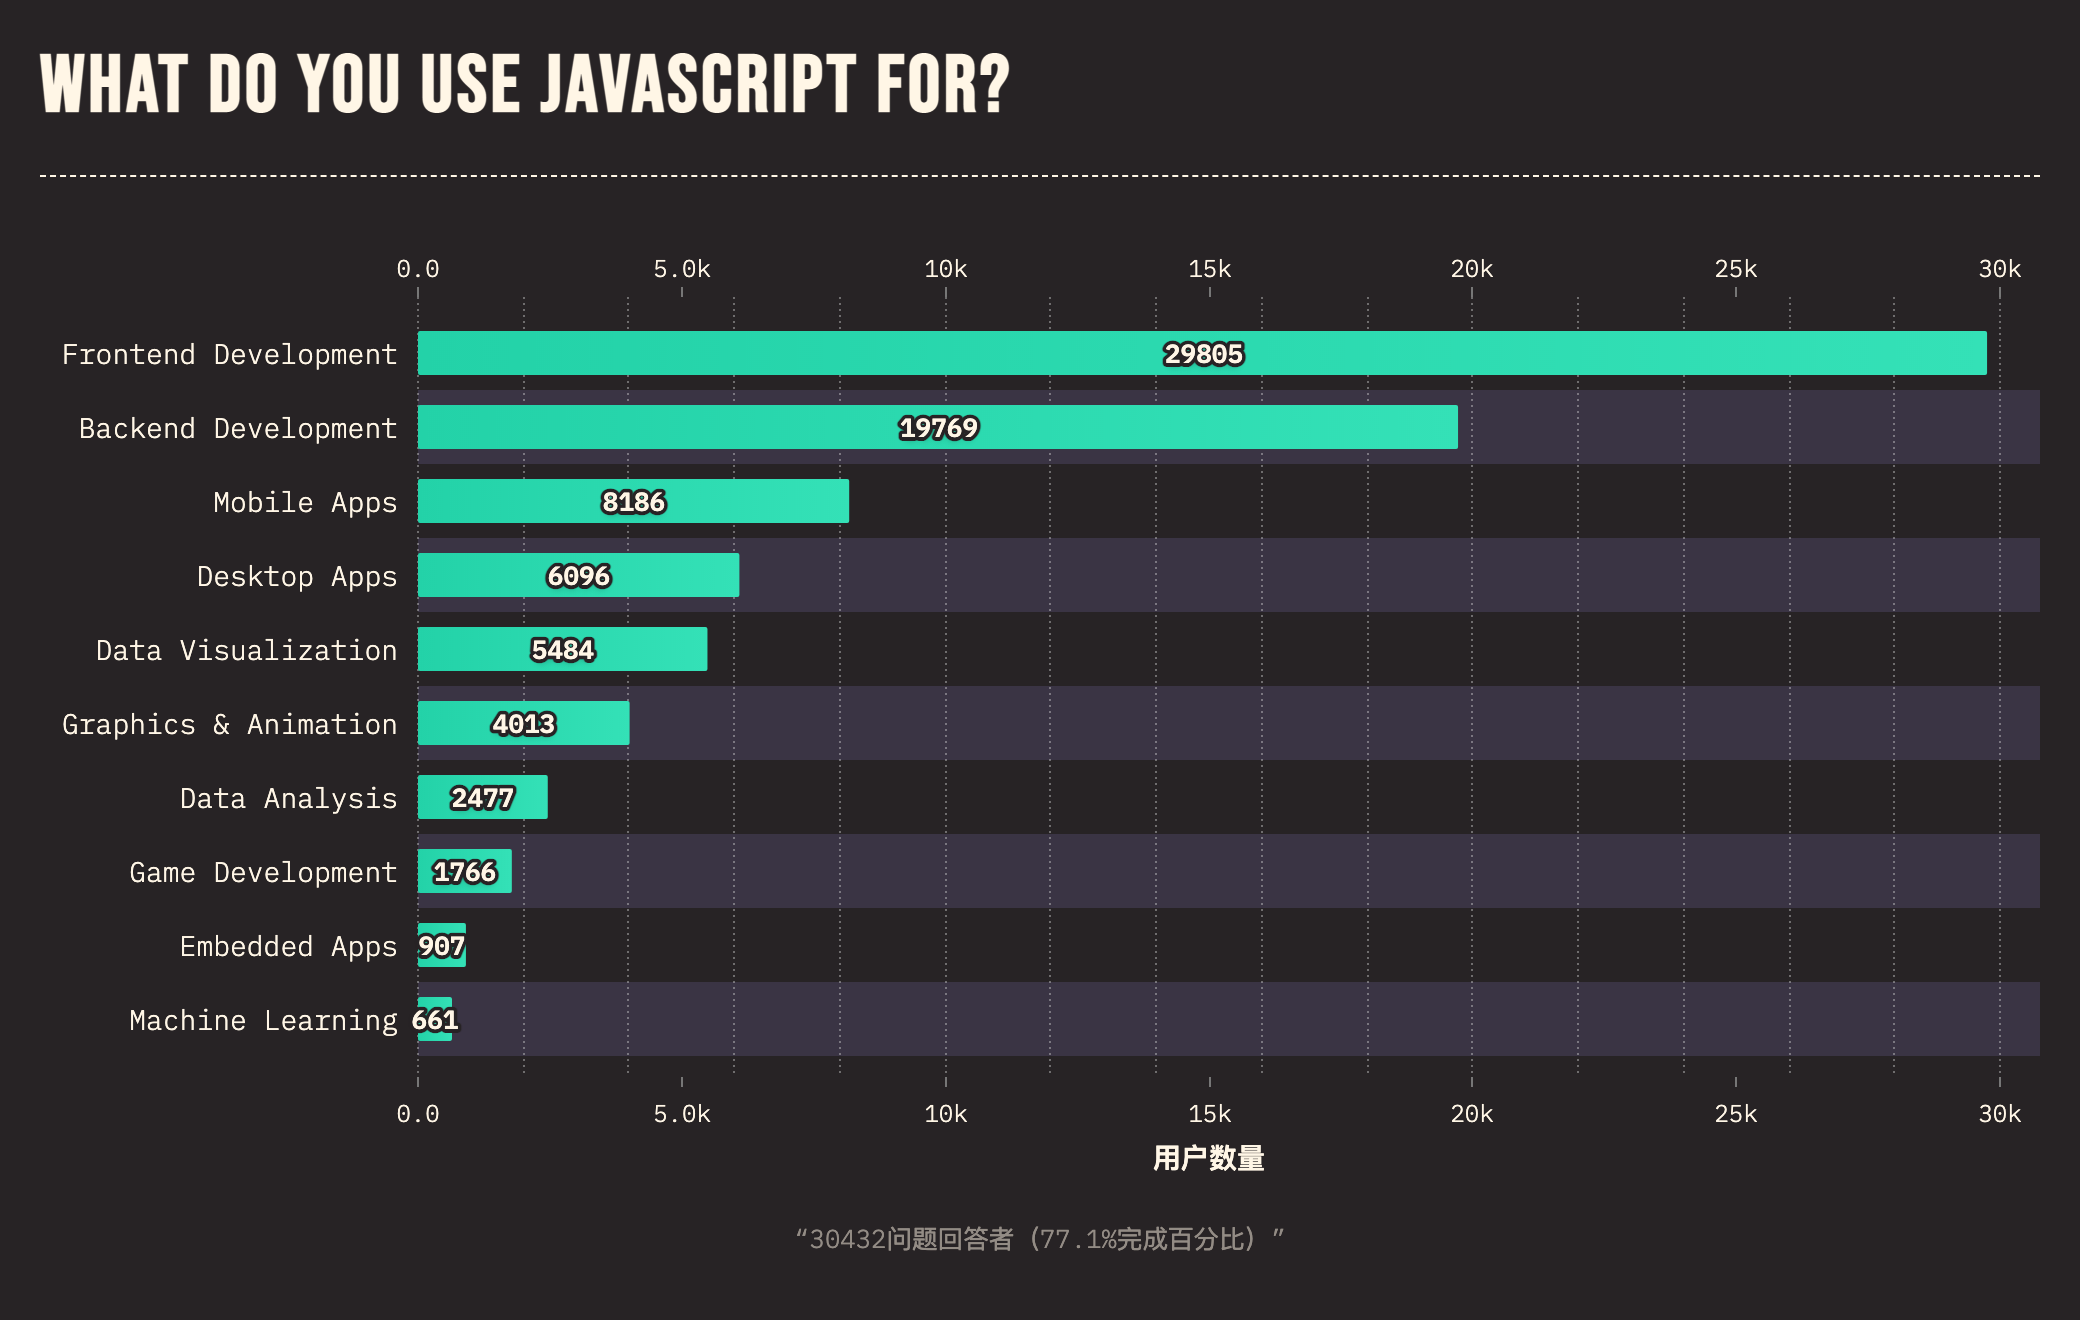 WHAT DO YOU USE JAVASCRIPT FOR?
0.0 5.0k 10k 15k 20k 25k 30k
Frontend Development 29805
Backend Development 19769
Mobile Apps 8186
Desktop Apps 6096
Data Visualization 5484
Graphics & Animation 4013
Data Analysis 2477
Game Development 1766
Embedded Apps 907
Machine Learning 661
0.0 5.0k 10k 15k 20k 25k 30k
用户数量
“30432问题回答者（77.1%完成百分比）”